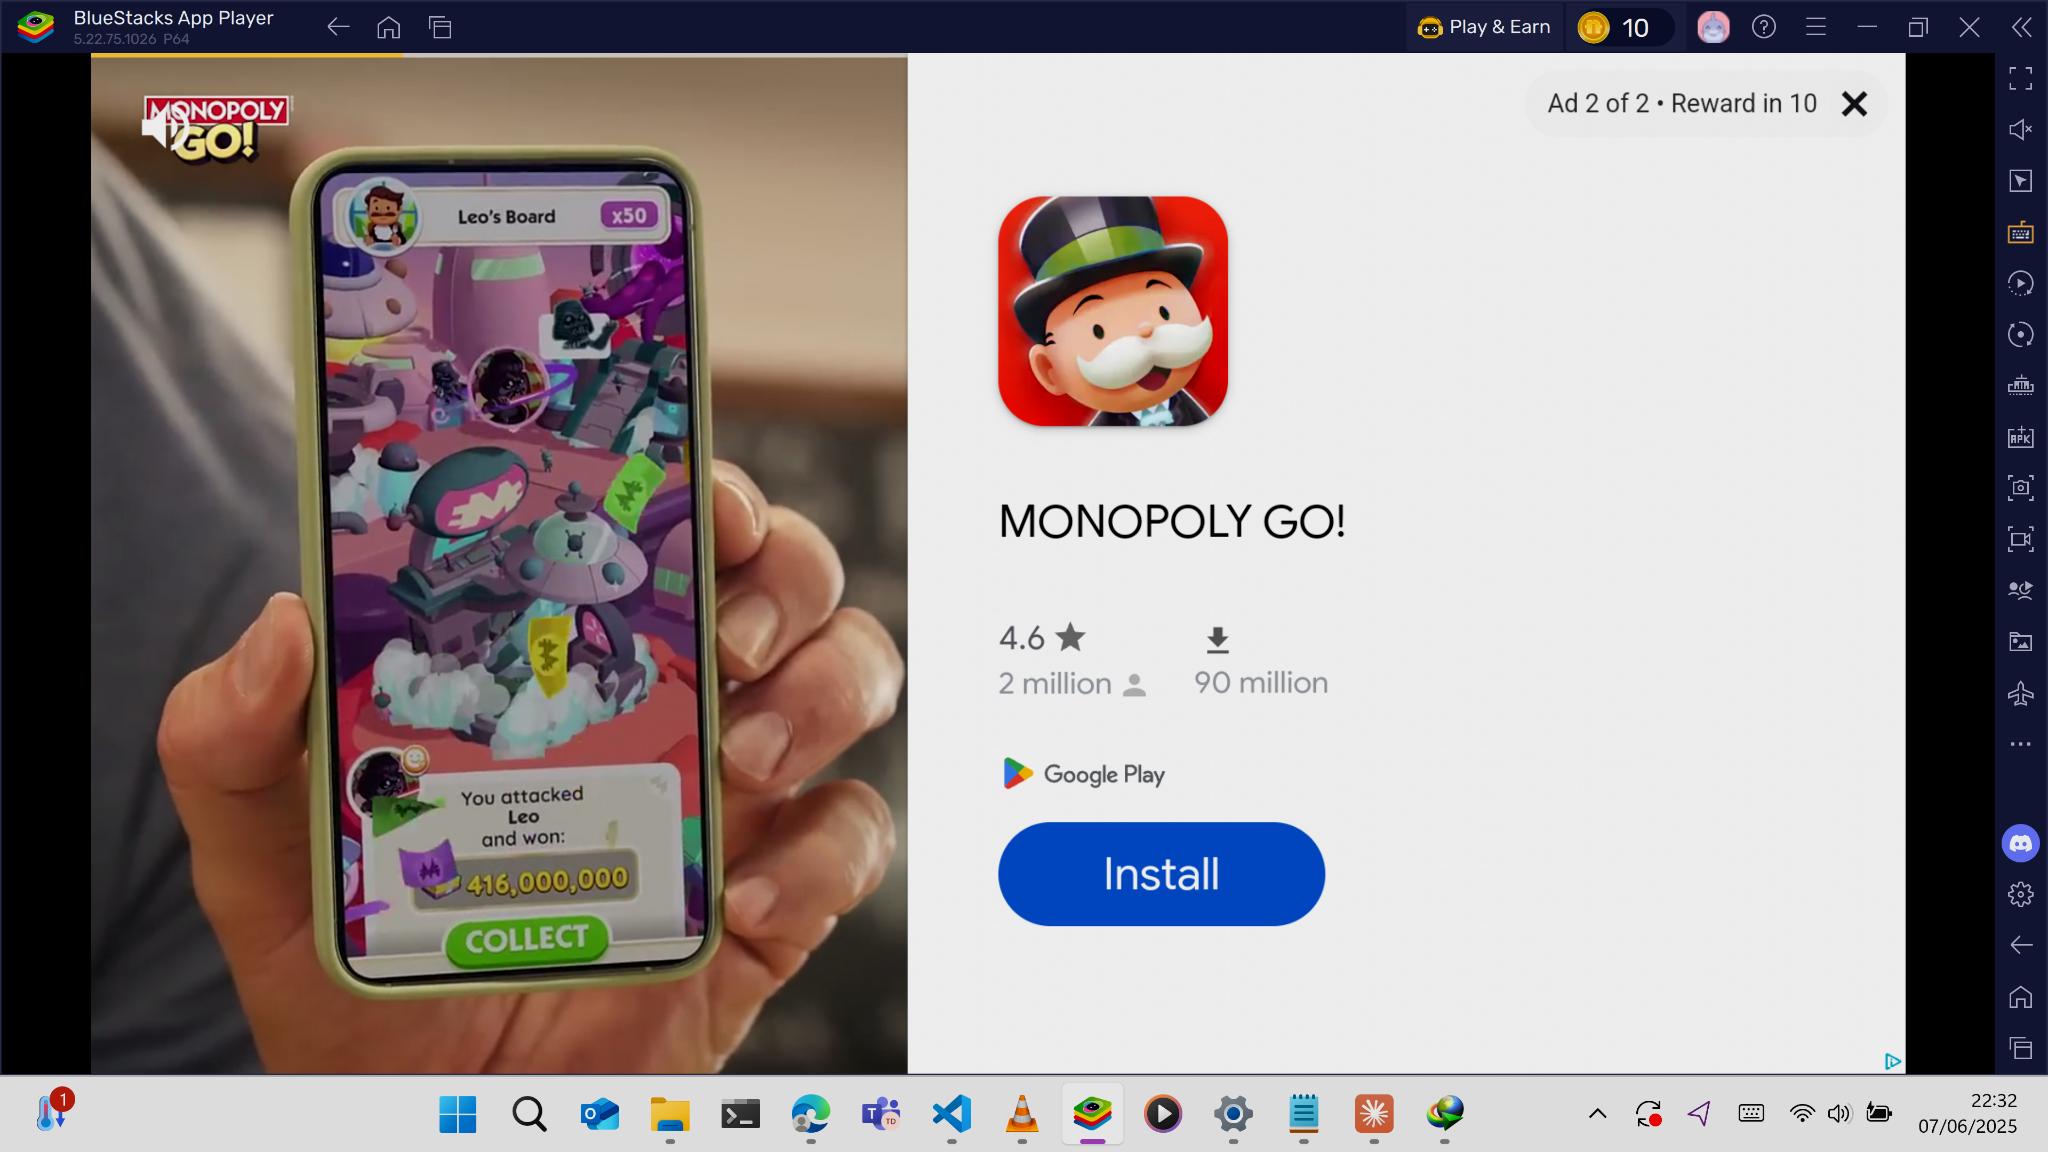 BlueStacks App Player
5.22.75.1026 P64
Play & Earn
10
MONOPOLY
GO!
Ad 2 of 2 • Reward in 10
Leo's Board
x50
You attacked
Leo
and won:
416,000,000
COLLECT
MONOPOLY GO!
4.6
2 million
90 million
Google Play
Install
APK
1
TD
22:32
07/06/2025